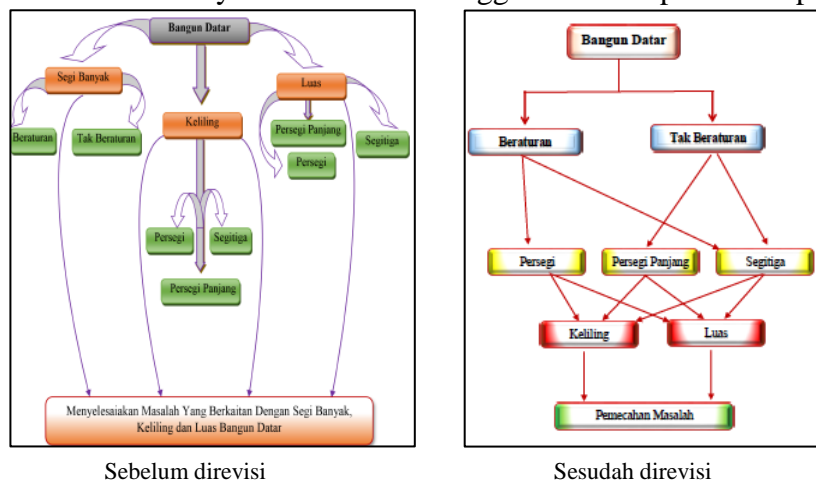 Bangun Datar
Segi Banyak
Luas
Keliling
Beraturan
Tak Beraturan
Persegi Panjang
Segitiga
Persegi
Persegi
Segitiga
Persegi Panjang
Menyelesaiakan Masalah Yang Berkaitan Dengan Segi Banyak,
Keliling dan Luas Bangun Datar
Sebelum direvisi
Bangun Datar
Beraturan
Tak Beraturan
Persegi
Persegi Panjang
Segitiga
Keliling
Luas
Pemecahan Masalah
Sesudah direvisi